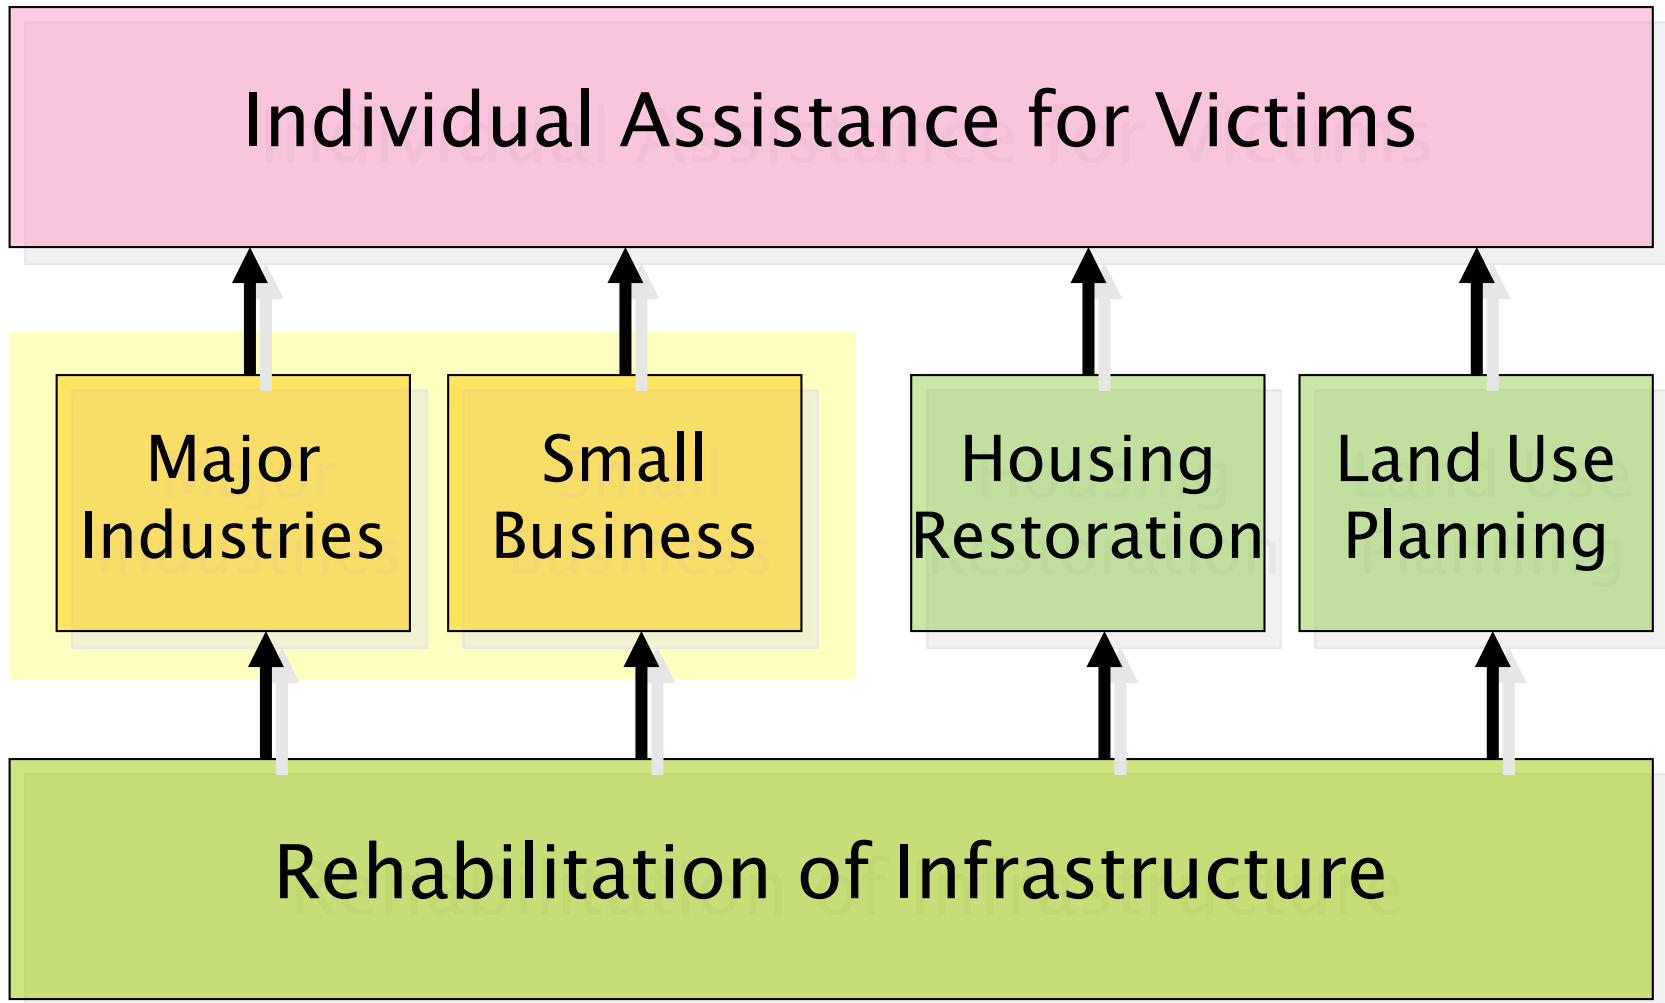 Individual Assistance for Victims
Major
Industries
Small
Business
Housing
Restoration
Land Use
Planning
Rehabilitation of Infrastructure